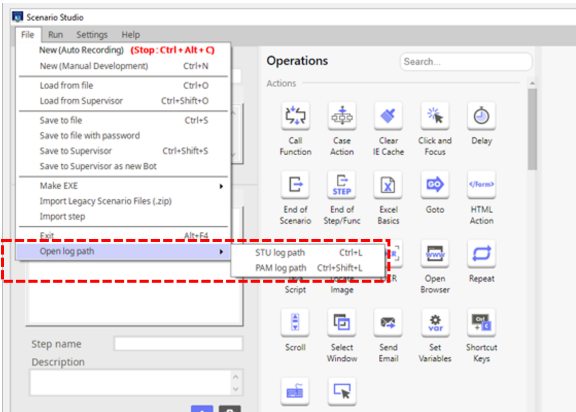 Scenario Studio
File Run Settings Help
New (Auto Recording) (Stop : Ctrl + Alt + C)
New (Manual Development) Ctrl+N
Load from file Ctrl+O
Load from Supervisor Ctrl+Shift+O
Save to file Ctrl+S
Save to file with password
Save to Supervisor Ctrl+Shift+S
Save to Supervisor as new Bot
Make EXE
Import Legacy Scenario Files (.zip)
Import step
Exit Alt+F4
Open log path
STU log path Ctrl+L
PAM log path Ctrl+Shift+L
Step name
Description
Operations
Search...
Actions
Call Function
Case Action
Clear IE Cache
Click and Focus
Delay
End of Scenario
STEP
End of Step/Func
Excel Basics
GO
Goto
</Form>
HTML Action
Script
Image
www
Open Browser
Repeat
Scroll
Select Window
Send Email
var
Set Variables
Ctrl
Shortcut Keys